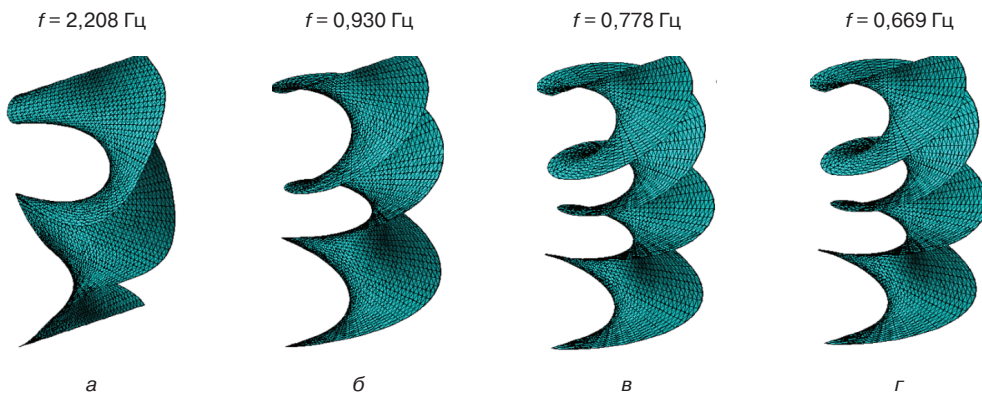 f = 2,208 Гц f = 0,930 Гц f = 0,778 Гц f = 0,669 Гц
а б в г